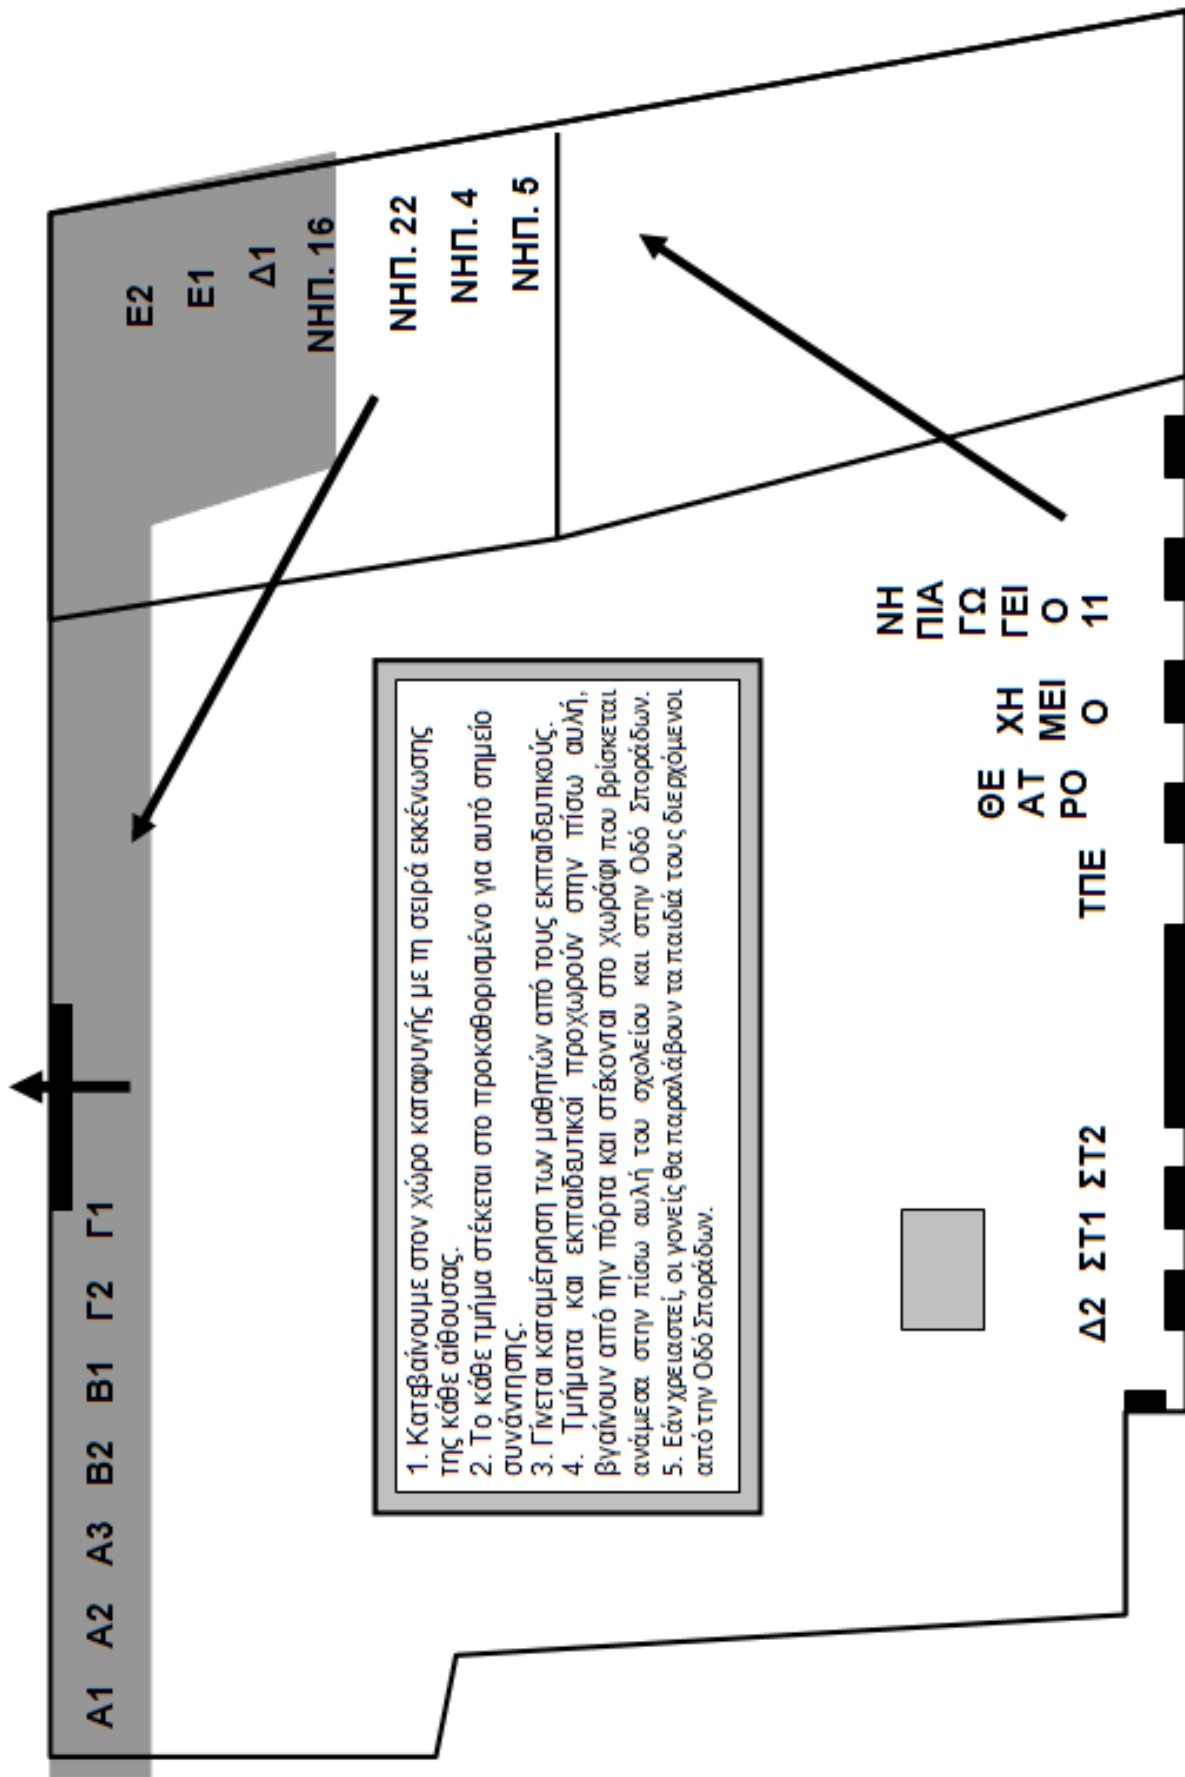 Α1 Α2 Α3 Β2 Β1 Γ2 Γ1
Ε2
Ε1
Δ1
ΝΗΠ. 16
ΝΗΠ. 22
ΝΗΠ. 4
ΝΗΠ. 5
1. Κατεβαίνουμε στον χώρο καταφυγής με τη σειρά εκκένωσης
της κάθε αίθουσας.
2. Το κάθε τμήμα στέκεται στο προκαθορισμένο για αυτό σημείο
συνάντησης.
3. Γίνεται καταμέτρηση των μαθητών από τους εκπαιδευτικούς.
4. Τμήματα και εκπαιδευτικοί προχωρούν στην πίσω αυλή,
βγαίνουν από την πόρτα και στέκονται στο χωράφι που βρίσκεται
ανάμεσα στην πίσω αυλή του σχολείου και στην Οδό Σποράδων.
5. Εάν χρειαστεί, οι γονείς θα παραλάβουν τα παιδιά τους διερχόμενοι
από την Οδό Σποράδων.
Δ2 ΣΤ1 ΣΤ2
ΤΠΕ
ΘΕ
ΑΤ
ΡΟ
ΧΗ
ΜΕΙ
Ο
ΝΗ
ΠΙΑ
ΓΩ
ΓΕΙ
Ο
11